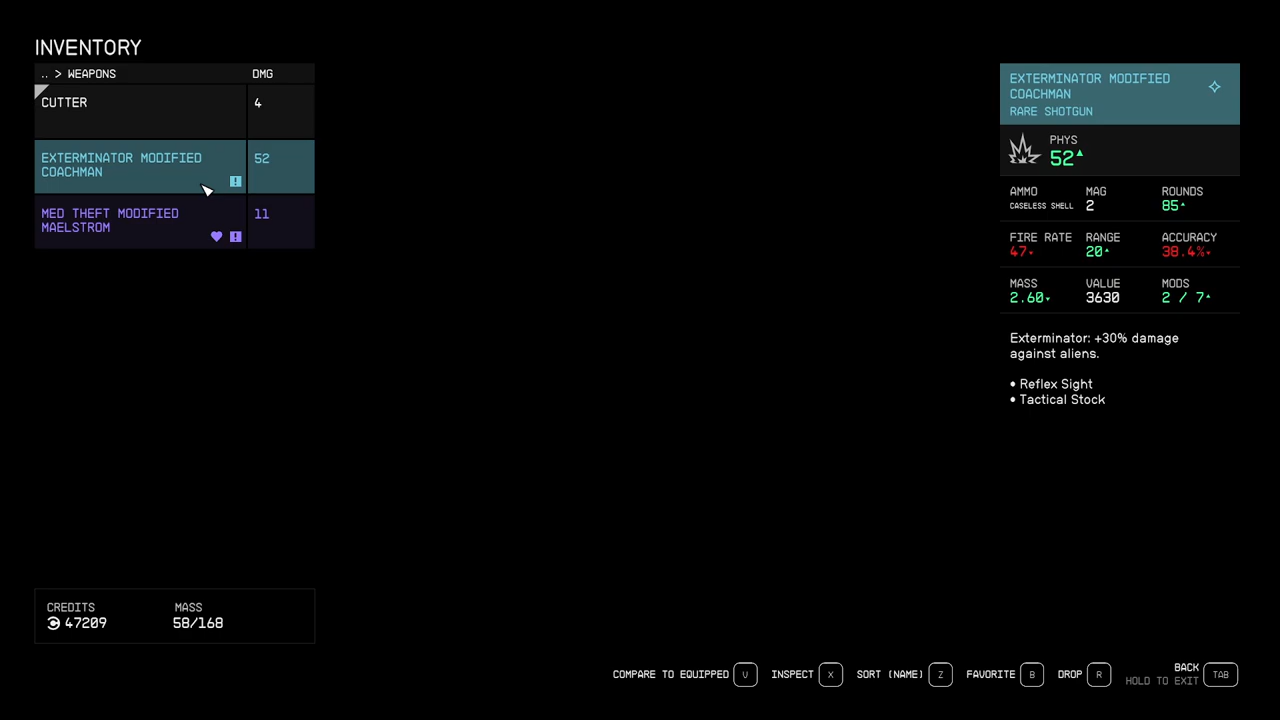 INVENTORY
.. > WEAPONS DMG
CUTTER 4
EXTERMINATOR MODIFIED
COACHMAN 52
MED THEFT MODIFIED
MAELSTROM 11
CREDITS MASS
47209 58/168
EXTERMINATOR MODIFIED
COACHMAN
RARE SHOTGUN
PHYS
52
AMMO MAG ROUNDS
CASELESS SHELL 2 85
FIRE RATE RANGE ACCURACY
47 20 38.4%
MASS VALUE MODS
2.60 3630 2 / 7
Exterminator: +30% damage
against aliens.
• Reflex Sight
• Tactical Stock
COMPARE TO EQUIPPED V INSPECT X SORT (NAME) Z FAVORITE B DROP R BACK TAB
HOLD TO EXIT